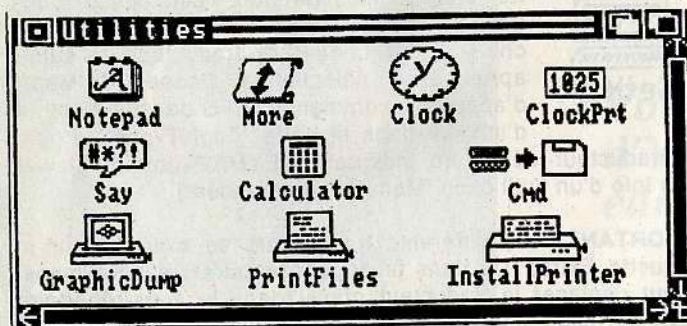 Utilities
Notepad More Clock ClockPrt
1025
#*?!
Say Calculator Cmd
GraphicDump PrintFiles InstallPrinter